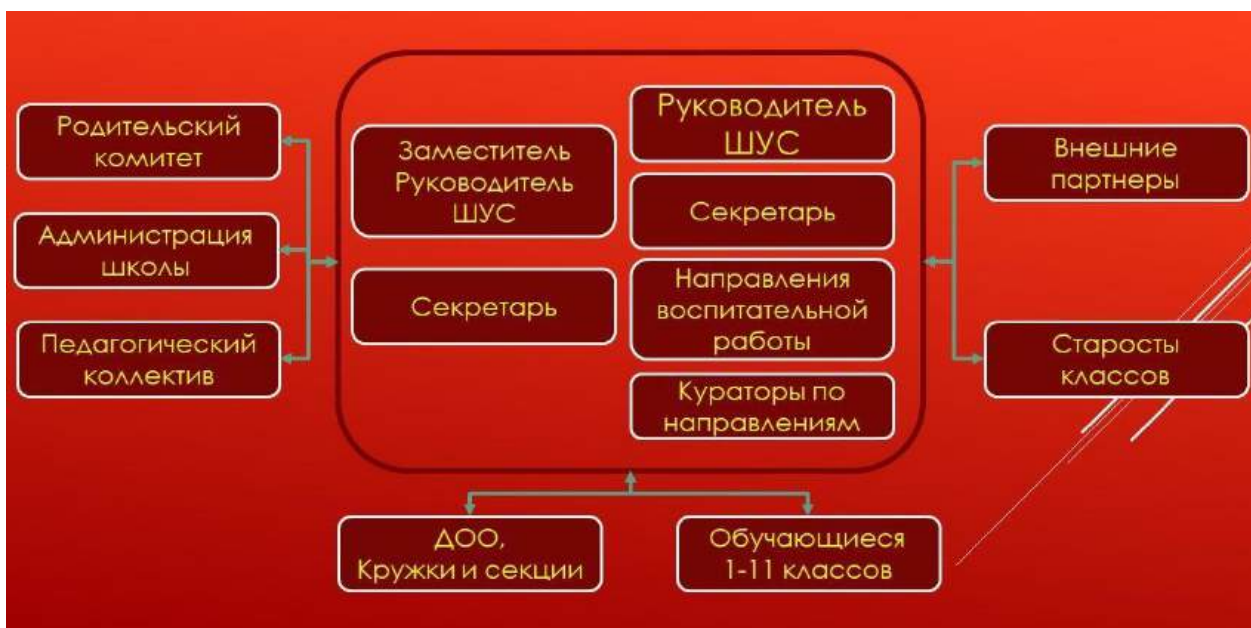 Родительский
комитет
Администрация
школы
Педагогический
коллектив
Заместитель
Руководитель
ШУС
Секретарь
Руководитель
ШУС
Секретарь
Направления
воспитательной
работы
Кураторы по
направлениям
Внешние
партнеры
Старосты
классов
ДОО,
Кружки и секции
Обучающиеся
1-11 классов